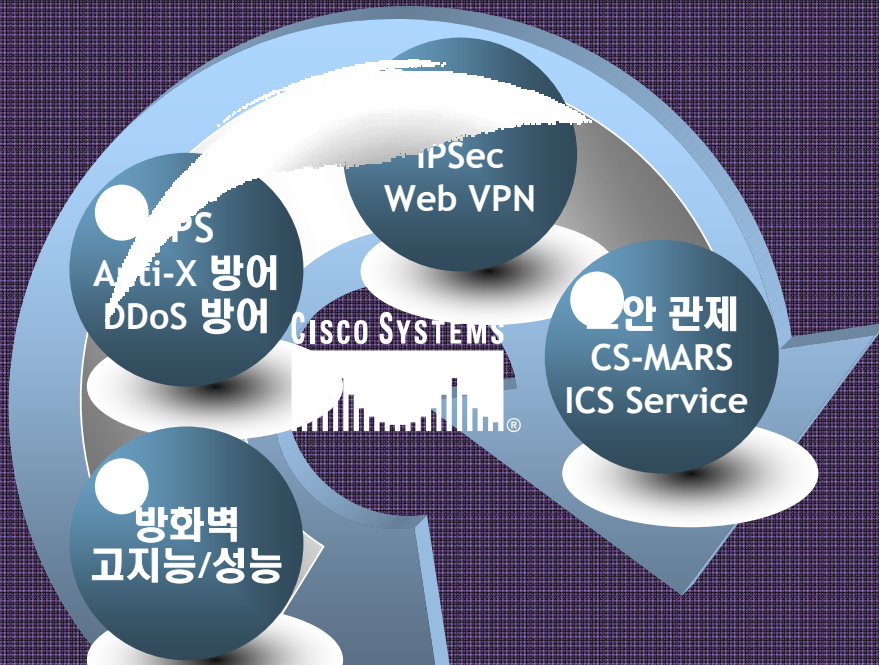 IPSec
Web VPN
Anti-X 방어
DDoS 방어
관제
CS-MARS
ICS Service
CISCO SYSTEMS
®
방화벽
고지능/성능